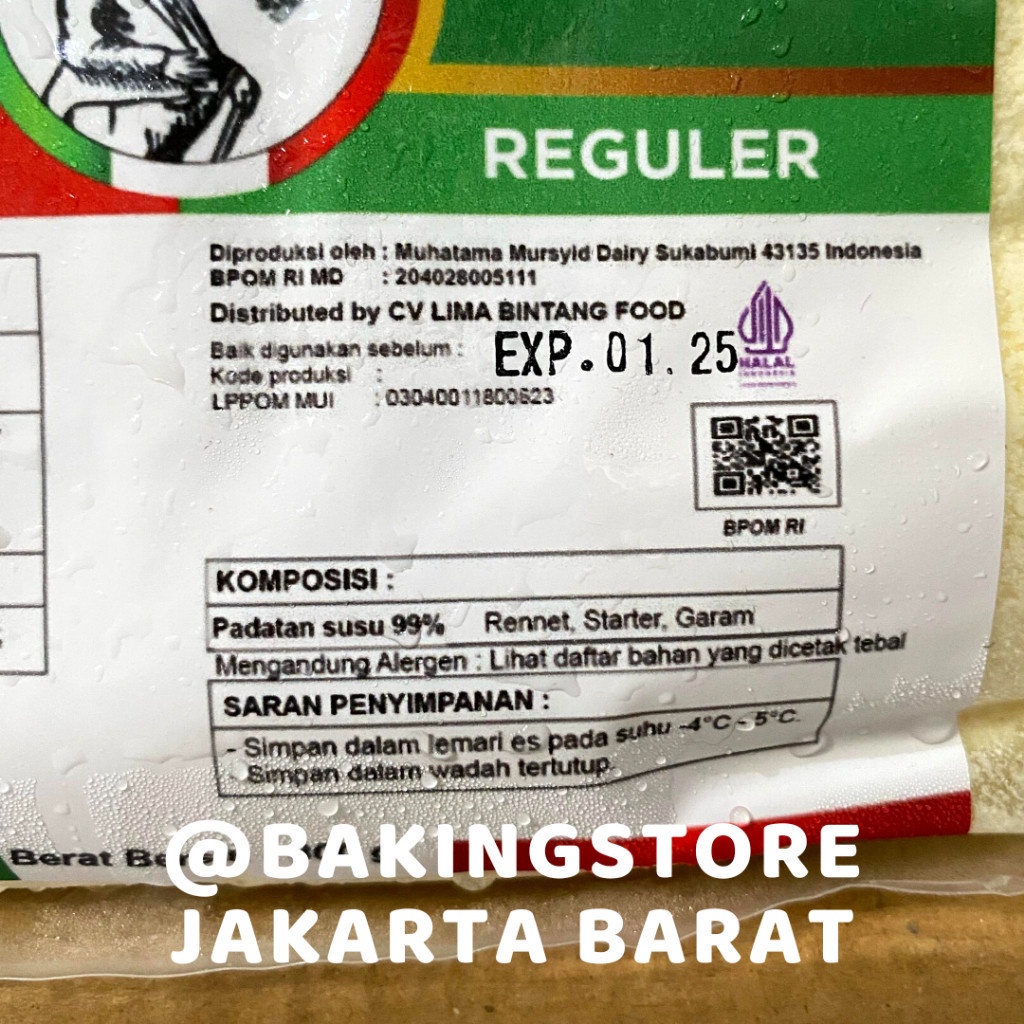 REGULER
Diproduksi oleh : Muhatama Mursyid Dairy Sukabumi 43135 Indonesia
BPOM RI MD : 204028005111
Distributed by CV LIMA BINTANG FOOD
Baik digunakan sebelum : EXP. 01. 25
Kode produksi :
LPPOM MUI : 03040011800623
HALAL
INDONESIA
BPOM RI
KOMPOSISI :
Padatan susu 99% Rennet, Starter, Garam
Mengandung Alergen : Lihat daftar bahan yang dicetak tebal
SARAN PENYIMPANAN :
- Simpan dalam lemari es pada suhu -4°C - 5°C.
- Simpan dalam wadah tertutup.
Berat
@BAKINGSTORE
JAKARTA BARAT